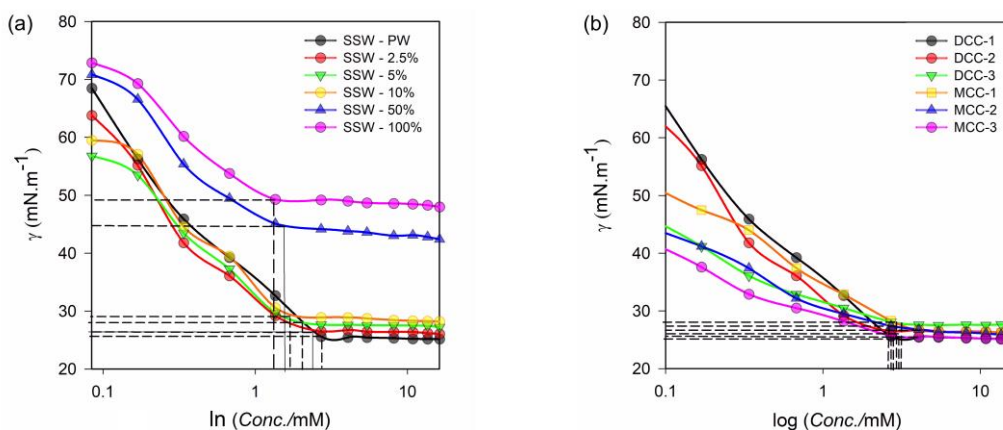 (a)
80
70
60
50
40
30
20
γ (mN.m⁻¹)
SSW - PW
SSW - 2.5%
SSW - 5%
SSW - 10%
SSW - 50%
SSW - 100%
0.1
1
10
ln (Conc./mM)
(b)
80
70
60
50
40
30
20
γ (mN.m⁻¹)
DCC-1
DCC-2
DCC-3
MCC-1
MCC-2
MCC-3
0.1
1
10
log (Conc./mM)